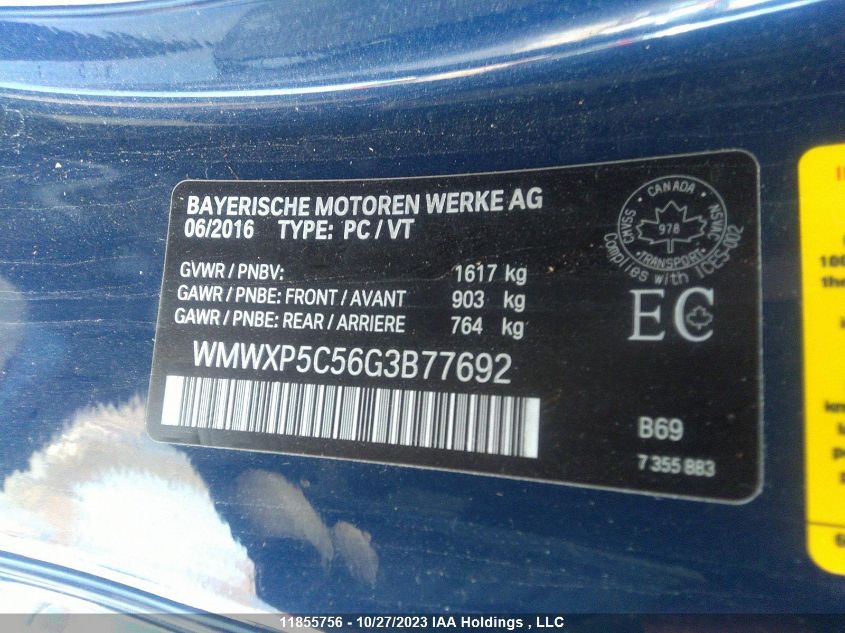 BAYERISCHE MOTOREN WERKE AG
06/2016 TYPE: PC / VT
GVWR / PNBV: 1617 kg
GAWR / PNBE: FRONT / AVANT 903 kg
GAWR / PNBE: REAR / ARRIERE 764 kg
WMWXP5C56G3B77692
CANADA
CMVSS
978
NSVAC
TRANSPORT
Complies with ICES-002
EC
B69
7 355 883
11855756 - 10/27/2023 IAA Holdings , LLC